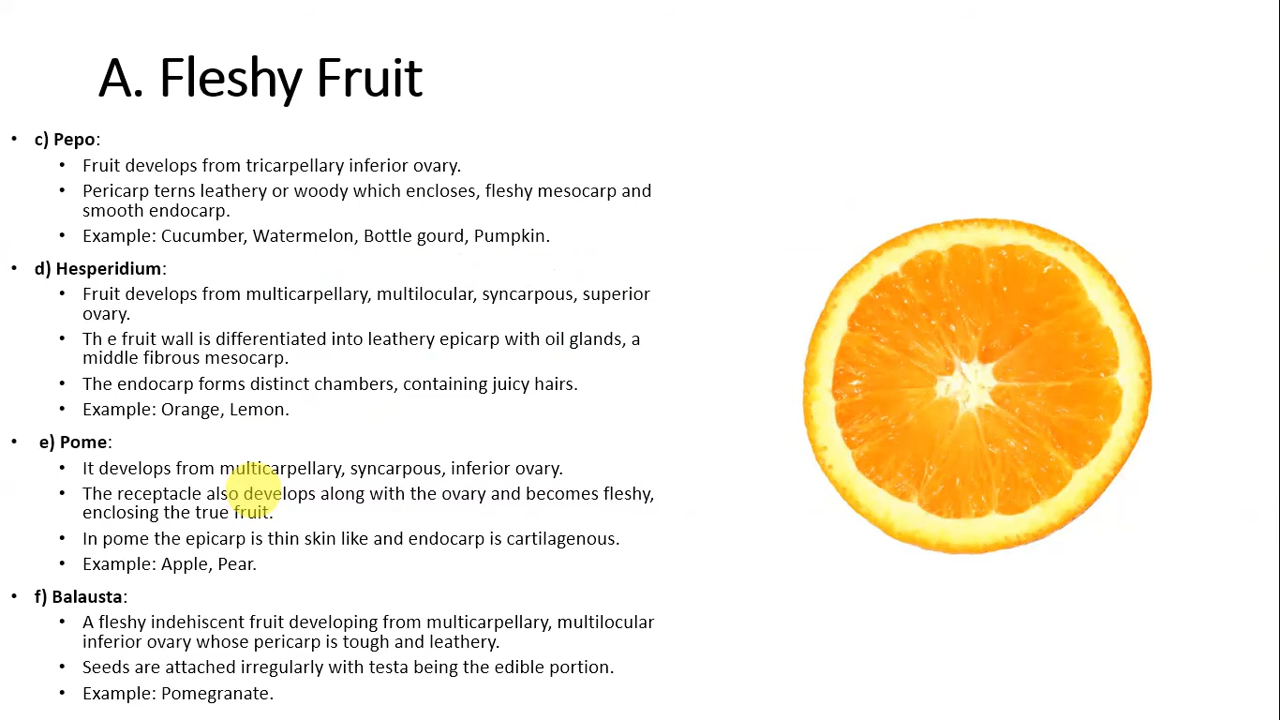 A. Fleshy Fruit
• c) Pepo:
• Fruit develops from tricarpellary inferior ovary.
• Pericarp terns leathery or woody which encloses, fleshy mesocarp and
smooth endocarp.
• Example: Cucumber, Watermelon, Bottle gourd, Pumpkin.
• d) Hesperidium:
• Fruit develops from multicarpellary, multilocular, syncarpous, superior
ovary.
• Th e fruit wall is differentiated into leathery epicarp with oil glands, a
middle fibrous mesocarp.
• The endocarp forms distinct chambers, containing juicy hairs.
• Example: Orange, Lemon.
• e) Pome:
• It develops from multicarpellary, syncarpous, inferior ovary.
• The receptacle also develops along with the ovary and becomes fleshy,
enclosing the true fruit.
• In pome the epicarp is thin skin like and endocarp is cartilagenous.
• Example: Apple, Pear.
• f) Balausta:
• A fleshy indehiscent fruit developing from multicarpellary, multilocular
inferior ovary whose pericarp is tough and leathery.
• Seeds are attached irregularly with testa being the edible portion.
• Example: Pomegranate.